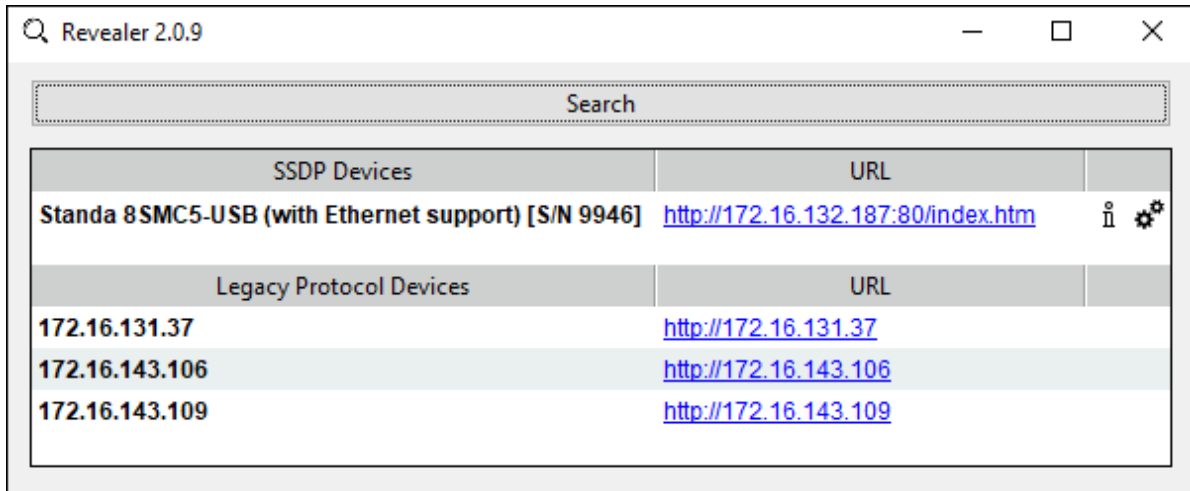 Revealer 2.0.9
Search
SSDP Devices URL
Standa 8SMC5-USB (with Ethernet support) [S/N 9946] http://172.16.132.187:80/index.htm
Legacy Protocol Devices URL
172.16.131.37 http://172.16.131.37
172.16.143.106 http://172.16.143.106
172.16.143.109 http://172.16.143.109